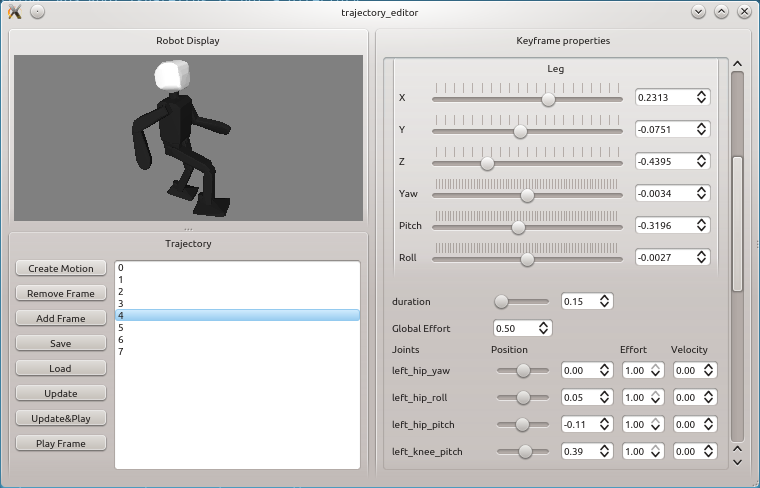 trajectory_editor
Robot Display
Trajectory
Create Motion
Remove Frame
Add Frame
Save
Load
Update
Update&Play
Play Frame
0
1
2
3
4
5
6
7
Keyframe properties
Leg
X 0.2313
Y -0.0751
Z -0.4395
Yaw -0.0034
Pitch -0.3196
Roll -0.0027
duration 0.15
Global Effort 0.50
Joints Position Effort Velocity
left_hip_yaw 0.00 1.00 0.00
left_hip_roll 0.05 1.00 0.00
left_hip_pitch -0.11 1.00 0.00
left_knee_pitch 0.39 1.00 0.00